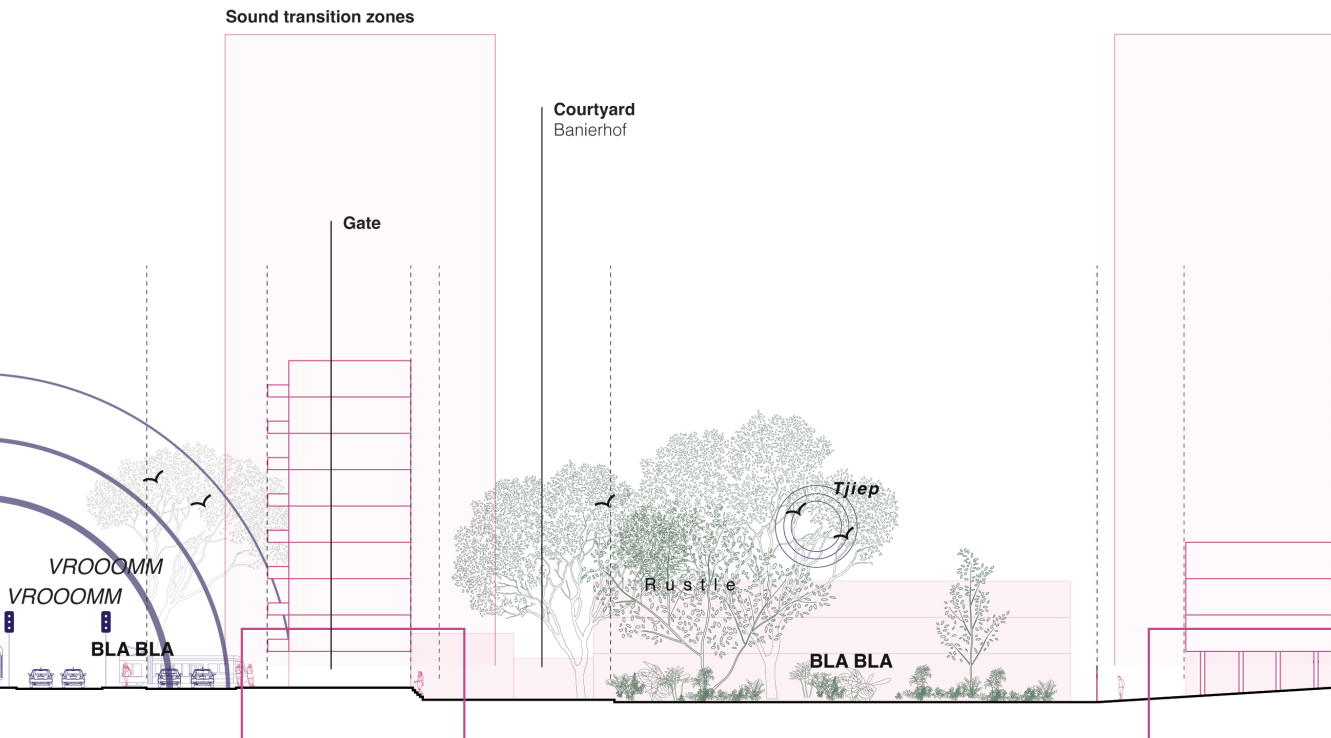 Sound transition zones
Courtyard
Banierhof
Gate
Tjiep
VROOOMM
Rustle
VROOOMM
BLA BLA
BLA BLA